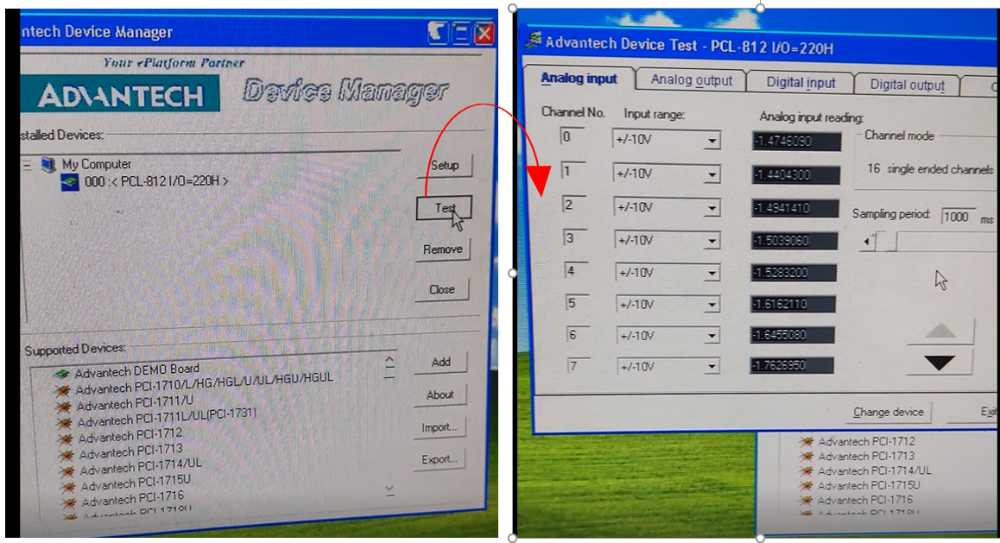 ntech Device Manager
Your ePlatform Partner
ADVANTECH Device Manager
stalled Devices:
My Computer
000 :< PCL-812 I/O=220H >
Setup
Test
Remove
Close
Supported Devices:
Advantech DEMO Board
Advantech PCI-1710/L/HG/HGL/U/UL/HGU/HGUL
Advantech PCI-1711/U
Advantech PCI-1711L/UL(PCI-1731)
Advantech PCI-1712
Advantech PCI-1713
Advantech PCI-1714/UL
Advantech PCI-1715U
Advantech PCI-1716
Add
About
Import...
Export...
Advantech Device Test - PCL-812 I/O=220H
Analog input Analog output Digital input Digital output
Channel No. Input range: Analog input reading:
0 +/-10V -1.4746090
1 +/-10V -1.4404300
2 +/-10V -1.4941410
3 +/-10V -1.5039060
4 +/-10V -1.5283200
5 +/-10V -1.6162110
6 +/-10V -1.6455080
7 +/-10V -1.7626950
Channel mode
16 single ended channels
Sampling period: 1000 ms
Change device Exit
Advantech PCI-1712
Advantech PCI-1713
Advantech PCI-1714/UL
Advantech PCI-1715U
Advantech PCI-1716